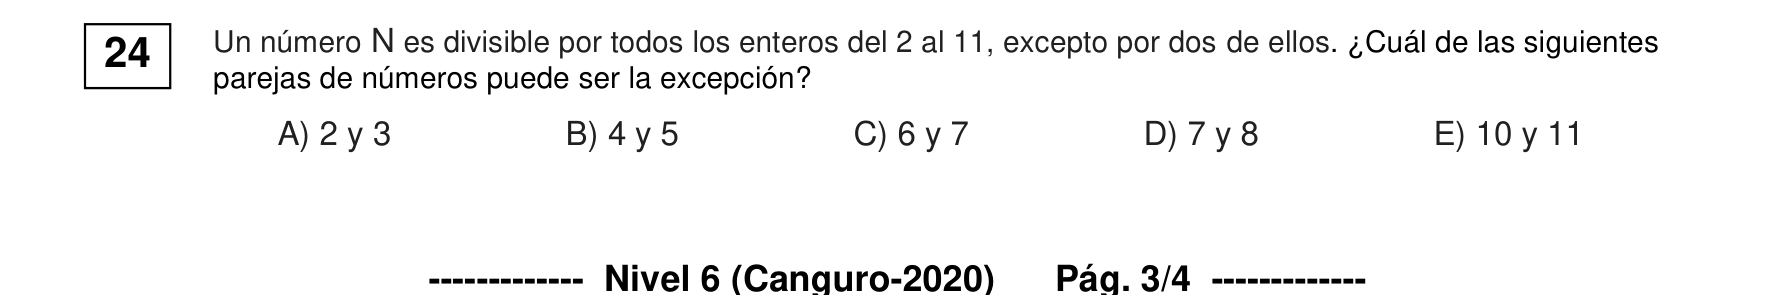 24 Un número N es divisible por todos los enteros del 2 al 11, excepto por dos de ellos. ¿Cuál de las siguientes
parejas de números puede ser la excepción?
A) 2 y 3 B) 4 y 5 C) 6 y 7 D) 7 y 8 E) 10 y 11
------------- Nivel 6 (Canguro-2020) Pág. 3/4 -------------